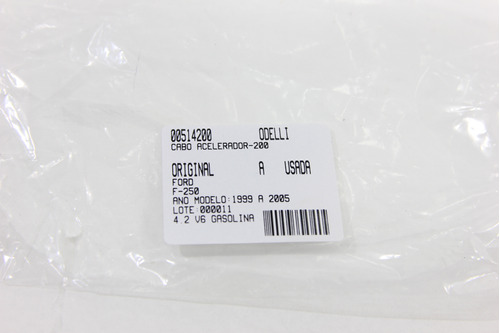 00514200 ODELLI
CABO ACELERADOR-200
ORIGINAL A USADA
FORD
F-250
ANO MODELO:1999 A 2005
LOTE:000011
4.2 V6 GASOLINA